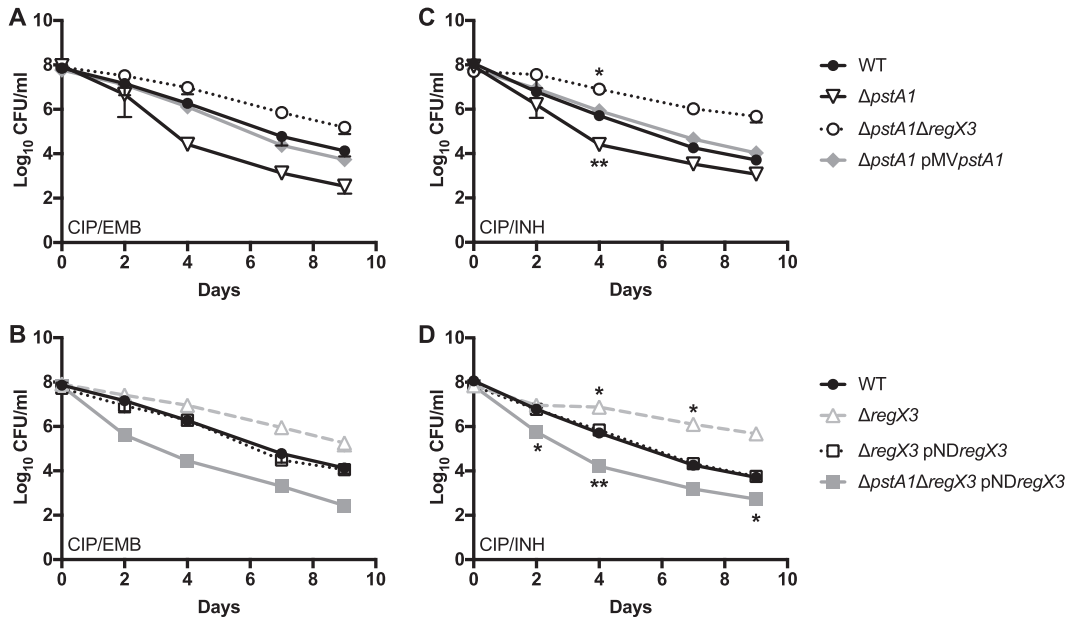 A
10
8
6
4
2
0
Log10 CFU/ml
CIP/EMB
0 2 4 6 8 10
Days
C
10
8
6
4
2
0
Log10 CFU/ml
*
**
CIP/INH
0 2 4 6 8 10
Days
WT
ΔpstA1
ΔpstA1ΔregX3
ΔpstA1 pMVpstA1
B
10
8
6
4
2
0
Log10 CFU/ml
CIP/EMB
0 2 4 6 8 10
Days
D
10
8
6
4
2
0
Log10 CFU/ml
*
*
*
**
*
CIP/INH
0 2 4 6 8 10
Days
WT
ΔregX3
ΔregX3 pNDregX3
ΔpstA1ΔregX3 pNDregX3